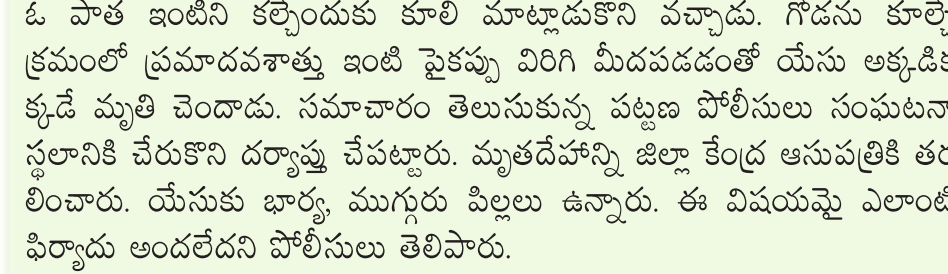 ఓ పాత ఇంటిని కల్చేందుకు కూలి మాట్లాడుకొని వచ్చాడు. గోడను కూల్చే
క్రమంలో ప్రమాదవశాత్తు ఇంటి పైకప్పు విరిగి మీదపడడంతో యేసు అక్కడిక
క్కడే మృతి చెందాడు. సమాచారం తెలుసుకున్న పట్టణ పోలీసులు సంఘటనా
స్థలానికి చేరుకొని దర్యాప్తు చేపట్టారు. మృతదేహాన్ని జిల్లా కేంద్ర ఆసుపత్రికి తర
లించారు. యేసుకు భార్య, ముగ్గురు పిల్లలు ఉన్నారు. ఈ విషయమై ఎలాంటి
ఫిర్యాదు అందలేదని పోలీసులు తెలిపారు.